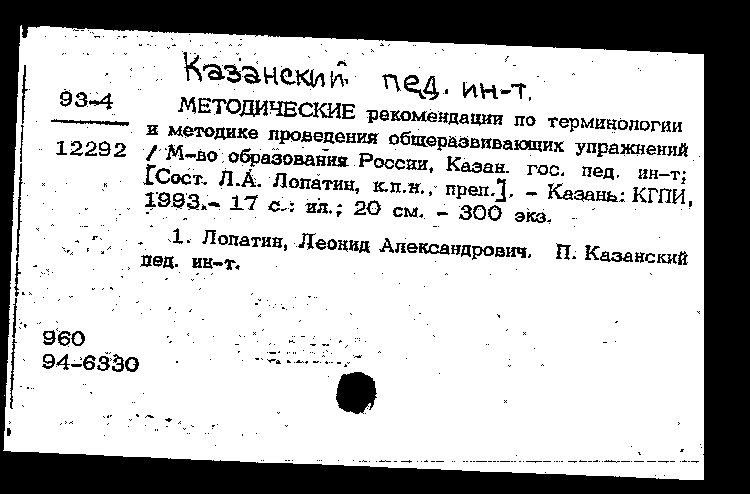 Казанский пед. ин-т.
93-4
12292
МЕТОДИЧЕСКИЕ рекомендации по терминологии
и методике проведения общеразвивающих упражнений
/ М-во образования России, Казан. гос. пед. ин-т;
[Сост. Л.А. Лопатин, к.п.н., преп.]. - Казань: КГПИ,
1993.- 17 с.: ил.; 20 см. - 300 экз.
1. Лопатин, Леонид Александрович. П. Казанский
пед. ин-т.
960
94-6330